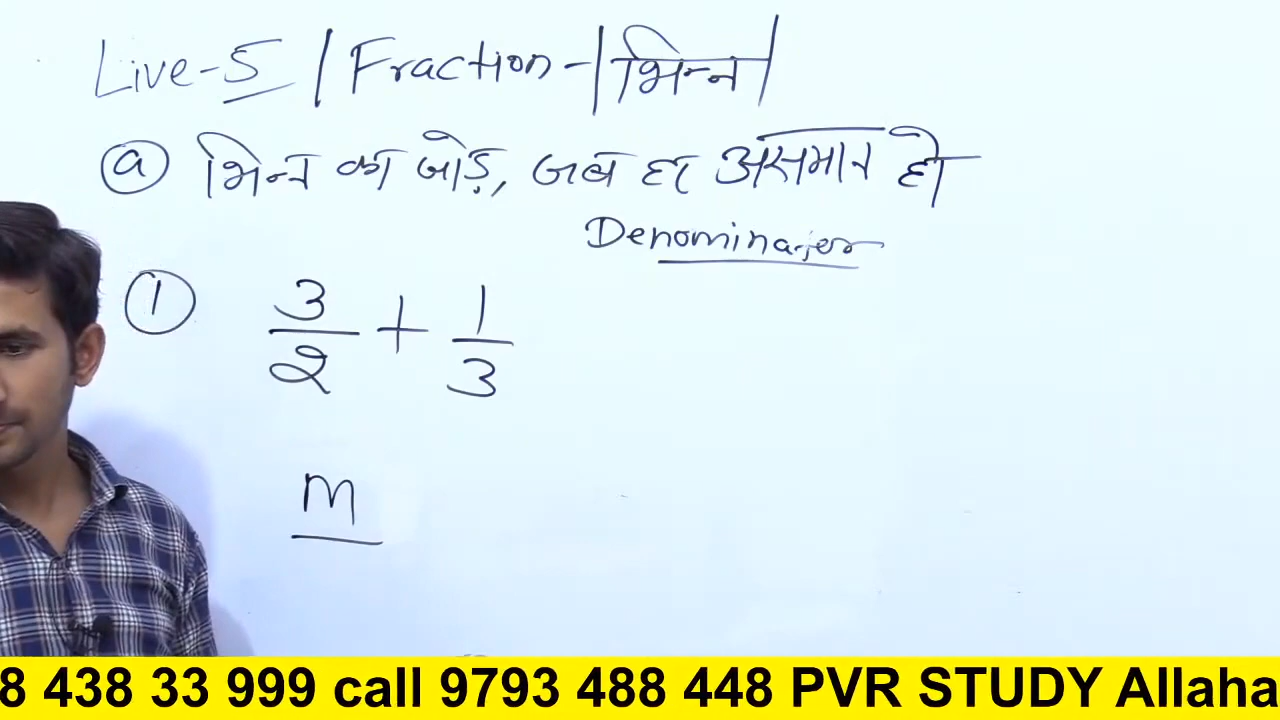 Live-5 / Fraction - | भिन्न |
(a) भिन्न का जोड़, जब हर असमान हो
Denominator
(1) 3/2 + 1/3
M
8 438 33 999 call 9793 488 448 PVR STUDY Allaha